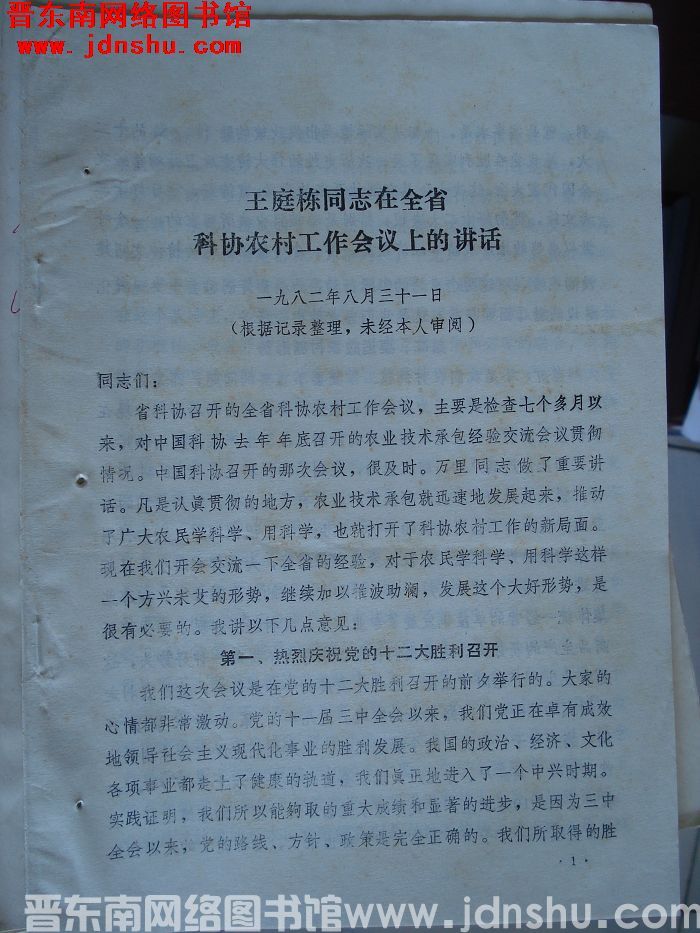 晋东南网络图书馆
www.jdnshu.com
王庭栋同志在全省
科协农村工作会议上的讲话
一九八二年八月三十一日
(根据记录整理，未经本人审阅)
同志们：
省科协召开的全省科协农村工作会议，主要是检查七个多月以
来，对中国科协去年年底召开的农业技术承包经验交流会议贯彻
情况。中国科协召开的那次会议，很及时。万里同志做了重要讲
话。凡是认眞贯彻的地方，农业技术承包就迅速地发展起来，推动
了广大农民学科学、用科学，也就打开了科协农村工作的新局面。
现在我们开会交流一下全省的经验，对于农民学科学、用科学这样
一个方兴未艾的形势，继续加以推波助澜，发展这个大好形势，是
很有必要的。我讲以下几点意见：
第一、热烈庆祝党的十二大胜利召开
我们这次会议是在党的十二大胜利召开的前夕举行的。大家的
心情都非常激动。党的十一届三中全会以来，我们党正在卓有成效
地领导社会主义现代化事业的胜利发展。我国的政治、经济、文化
各项事业都走上了健康的轨道，我们眞正地进入了一个中兴时期。
实践证明，我们所以能够取的重大成绩和显著的进步，是因为三中
全会以来，党的路线、方针、政策是完全正确的。我们所取得的胜
·1·
晋东南网络图书馆www.jdnshu.com